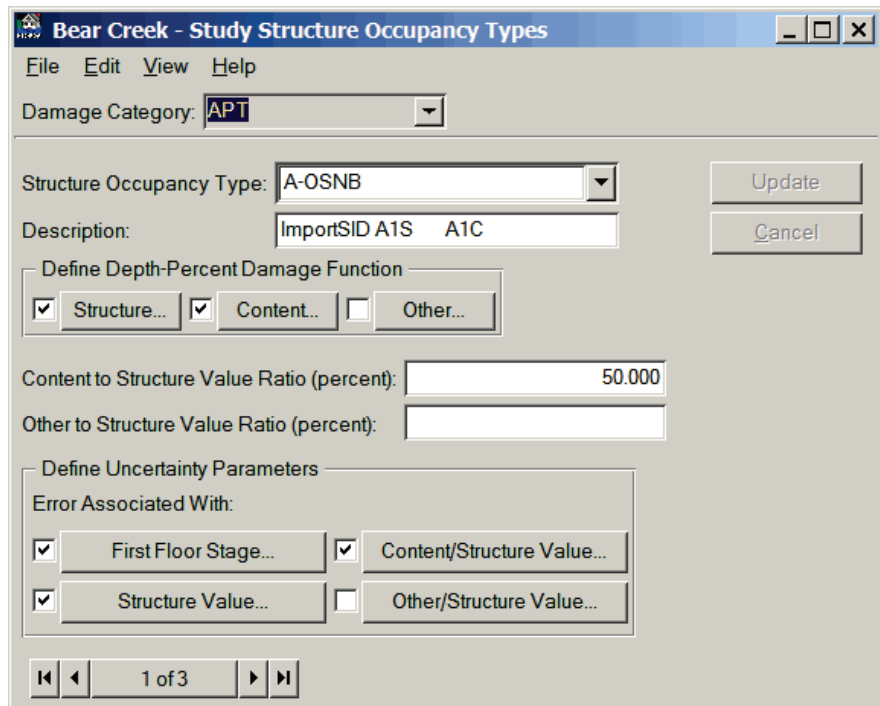 Bear Creek - Study Structure Occupancy Types
File Edit View Help
Damage Category: APT
Structure Occupancy Type: A-OSNB
Update
Description: ImportSID A1S A1C
Cancel
Define Depth-Percent Damage Function
Structure... Content... Other...
Content to Structure Value Ratio (percent): 50.000
Other to Structure Value Ratio (percent):
Define Uncertainty Parameters
Error Associated With:
First Floor Stage... Content/Structure Value...
Structure Value... Other/Structure Value...
1 of 3